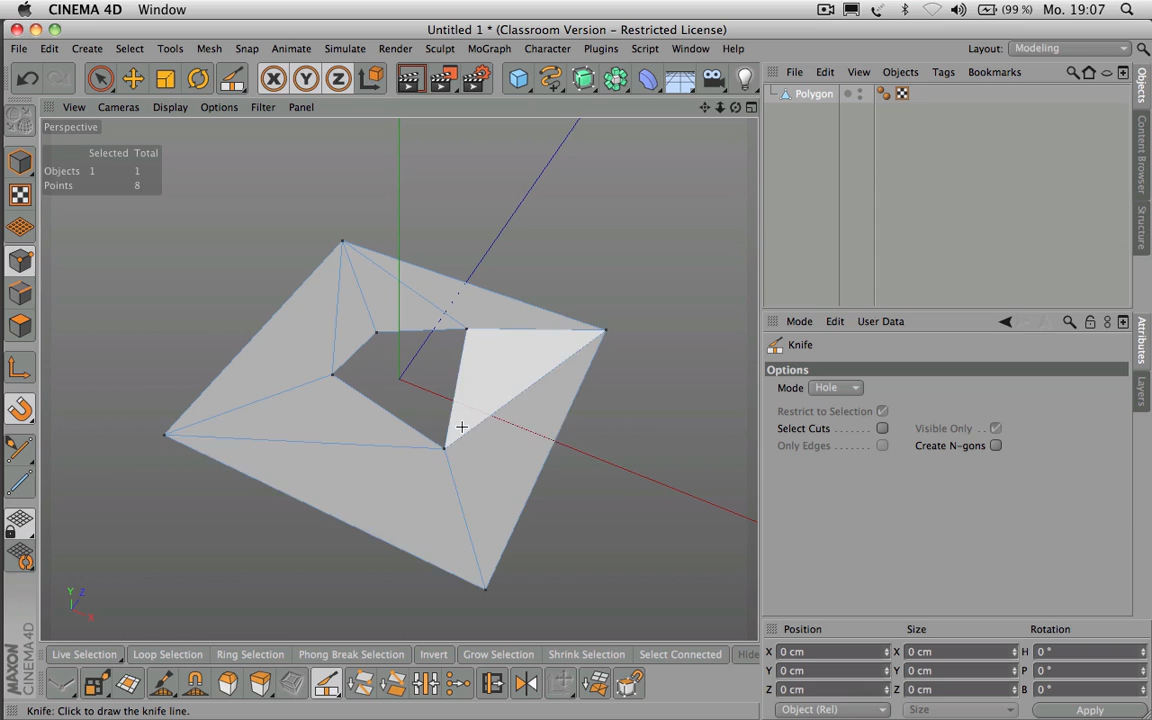 CINEMA 4D Window (99 %) Mo. 19:07
Untitled 1 * (Classroom Version - Restricted License)
File Edit Create Select Tools Mesh Snap Animate Simulate Render Sculpt MoGraph Character Plugins Script Window Help Layout: Modeling
X Y Z
File Edit View Objects Tags Bookmarks
View Cameras Display Options Filter Panel
Polygon
Perspective
Selected Total
Objects 1 1
Points 8
Objects
Content Browser
Structure
Mode Edit User Data
Knife
Options
Mode Hole
Restrict to Selection
Select Cuts Visible Only
Only Edges Create N-gons
Attributes
Layers
Y Z
X
MAXON
CINEMA 4D
Position Size Rotation
X 0 cm X 0 cm H 0 °
Y 0 cm Y 0 cm P 0 °
Z 0 cm Z 0 cm B 0 °
Object (Rel) Size Apply
Live Selection Loop Selection Ring Selection Phong Break Selection Invert Grow Selection Shrink Selection Select Connected Hide
Knife: Click to draw the knife line.